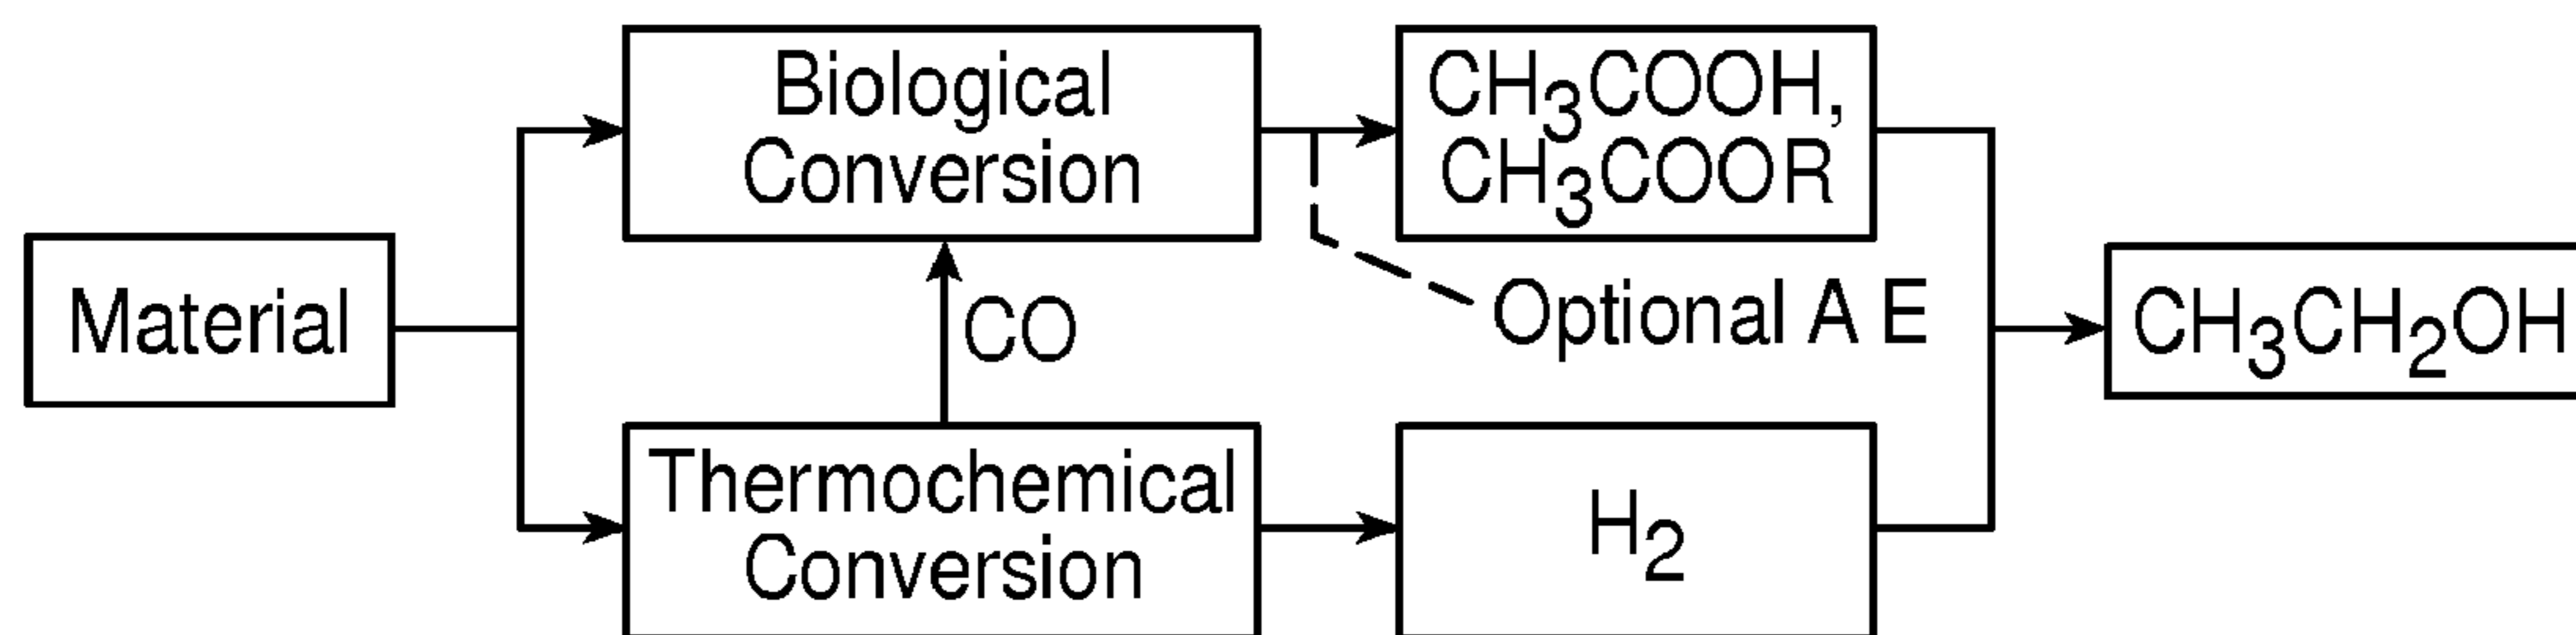 Biological
Conversion
CH3COOH,
CH3COOR
Material
CO
Optional A E
CH3CH2OH
Thermochemical
Conversion
H2